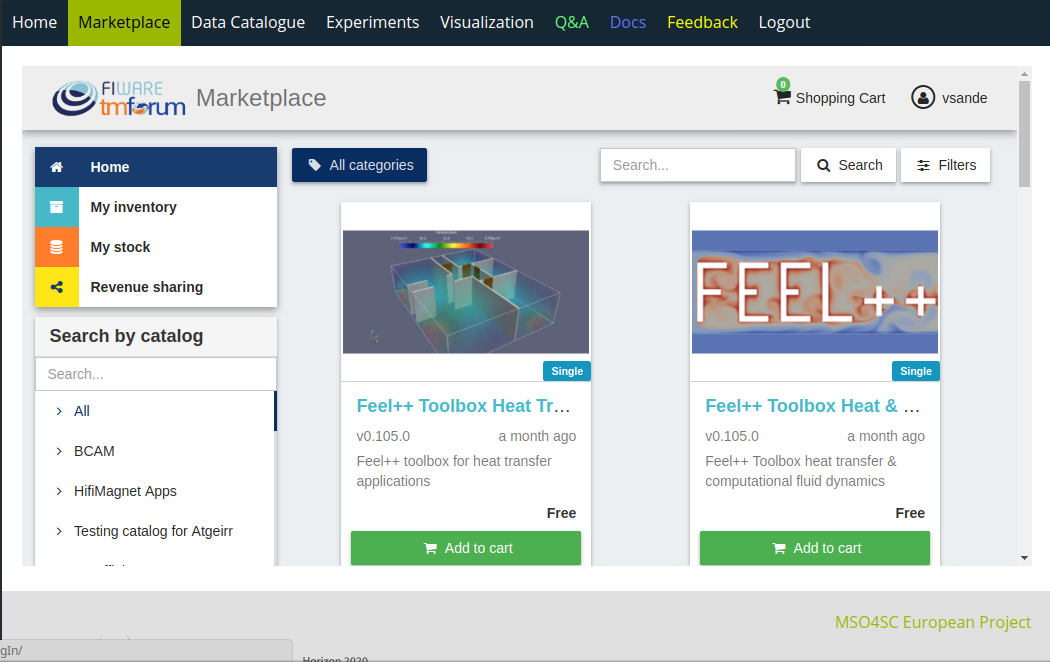 Home Marketplace Data Catalogue Experiments Visualization Q&A Docs Feedback Logout
FIWARE
tmforum
Marketplace
0
Shopping Cart
vsande
Home
My inventory
My stock
Revenue sharing
Search by catalog
Search...
All
BCAM
HifiMagnet Apps
Testing catalog for Atgeirr
All categories
Search...
Search
Filters
Single
Feel++ Toolbox Heat Tr...
v0.105.0 a month ago
Feel++ toolbox for heat transfer
applications
Free
Add to cart
FEEL++
Single
Feel++ Toolbox Heat & ...
v0.105.0 a month ago
Feel++ Toolbox heat transfer &
computational fluid dynamics
Free
Add to cart
MSO4SC European Project
gIn/
Horizon 2020